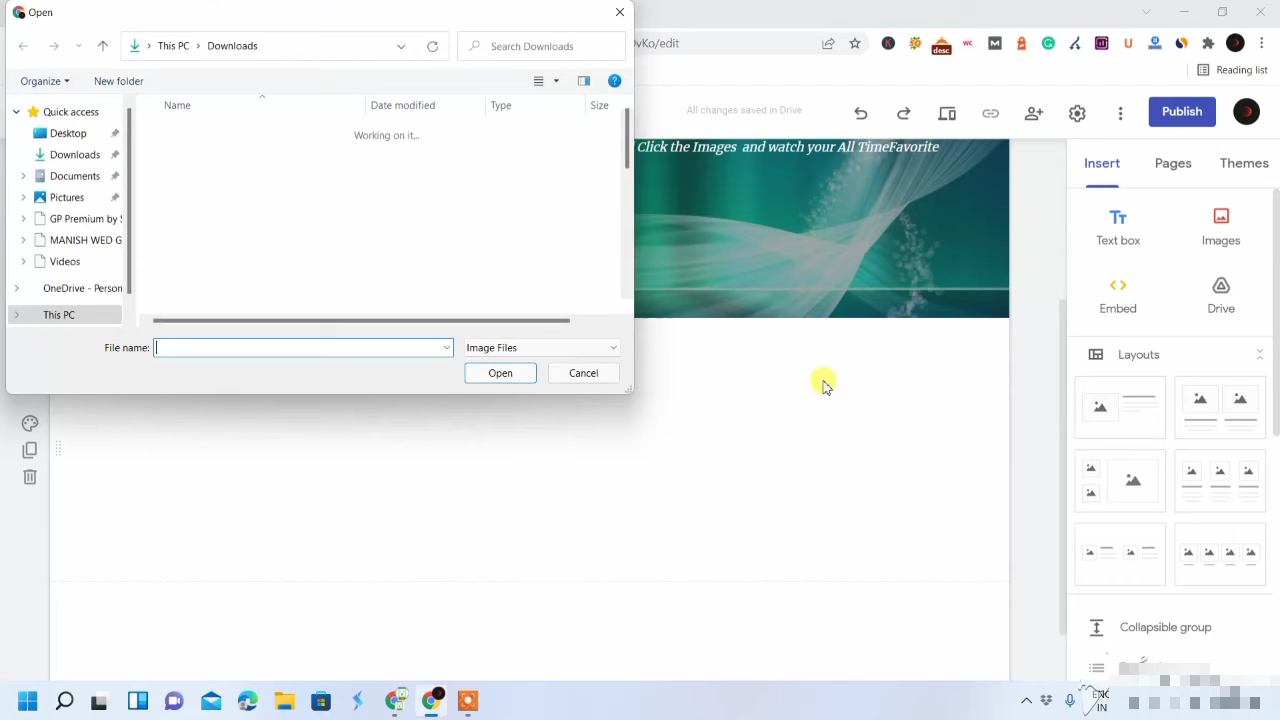 Open
This PC > Downloads
Search Downloads
Organize
New folder
Name
Date modified
Type
Size
Working on it...
Quick access
Desktop
Downloads
Documents
Pictures
GP Premium by
MANISH WED G
Videos
OneDrive - Person
This PC
File name:
Image Files
Open
Cancel
/edit
desc
Reading list
All changes saved in Drive
Publish
Click the Images and watch your All TimeFavorite
Insert
Pages
Themes
Text box
Images
Embed
Drive
Layouts
Collapsible group
IN